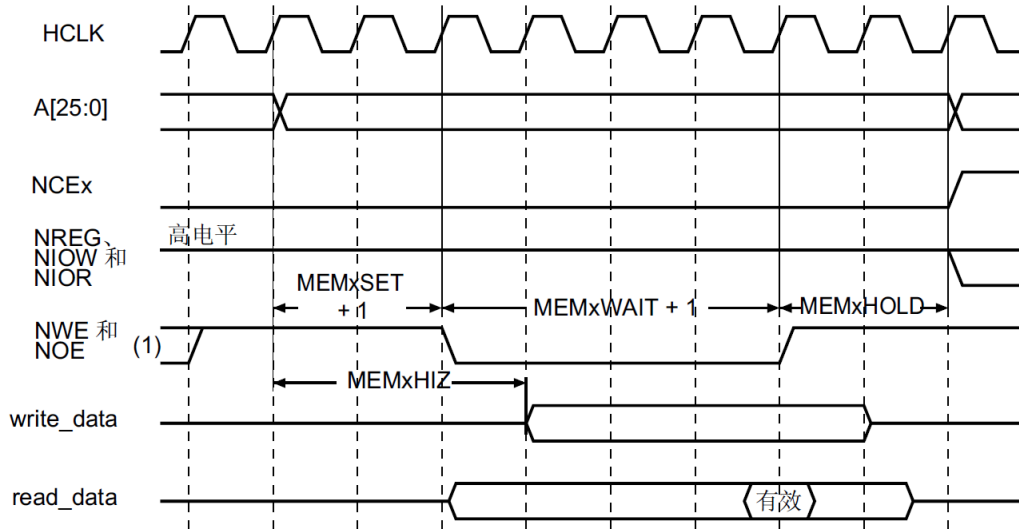 HCLK
A[25:0]
NCEx
NREG、
NIOW 和
NIOR
高电平
MEMxSET
+ 1
MEMxWAIT + 1
MEMxHOLD
NWE 和
NOE (1)
MEMxHIZ
write_data
read_data
有效